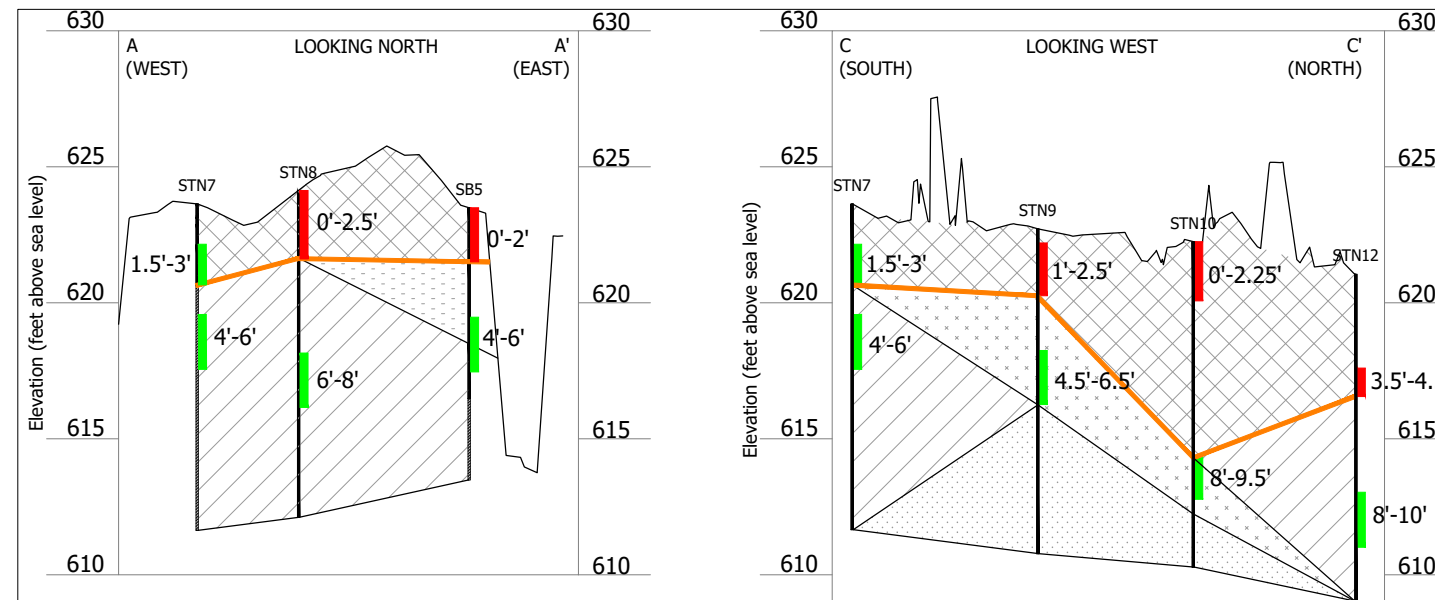 630
630
630
630
A
LOOKING NORTH
A'
(WEST)
(EAST)
C
LOOKING WEST
C'
(SOUTH)
(NORTH)
625
625
625
625
STN7
STN8
SB5
STN7
STN9
STN10
STN12
Elevation (feet above sea level)
Elevation (feet above sea level)
0'-2.5'
0'-2'
1.5'-3'
1.5'-3'
1'-2.5'
0'-2.25'
620
620
620
620
4'-6'
4'-6'
6'-8'
4'-6'
4.5'-6.5'
3.5'-4.
615
615
615
615
8'-9.5'
8'-10'
610
610
610
610